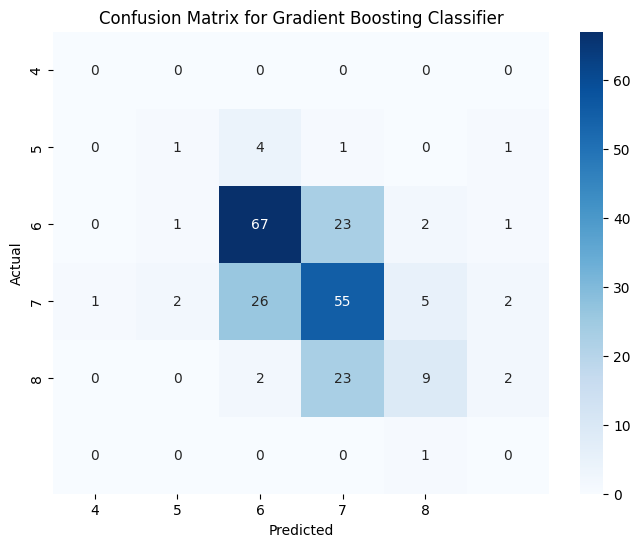 Confusion Matrix for Gradient Boosting Classifier
4 0 0 0 0 0 0
5 0 1 4 1 0 1
6 0 1 67 23 2 1
7 1 2 26 55 5 2
8 0 0 2 23 9 2
0 0 0 0 1 0
4 5 6 7 8
Actual
Predicted
60
50
40
30
20
10
0